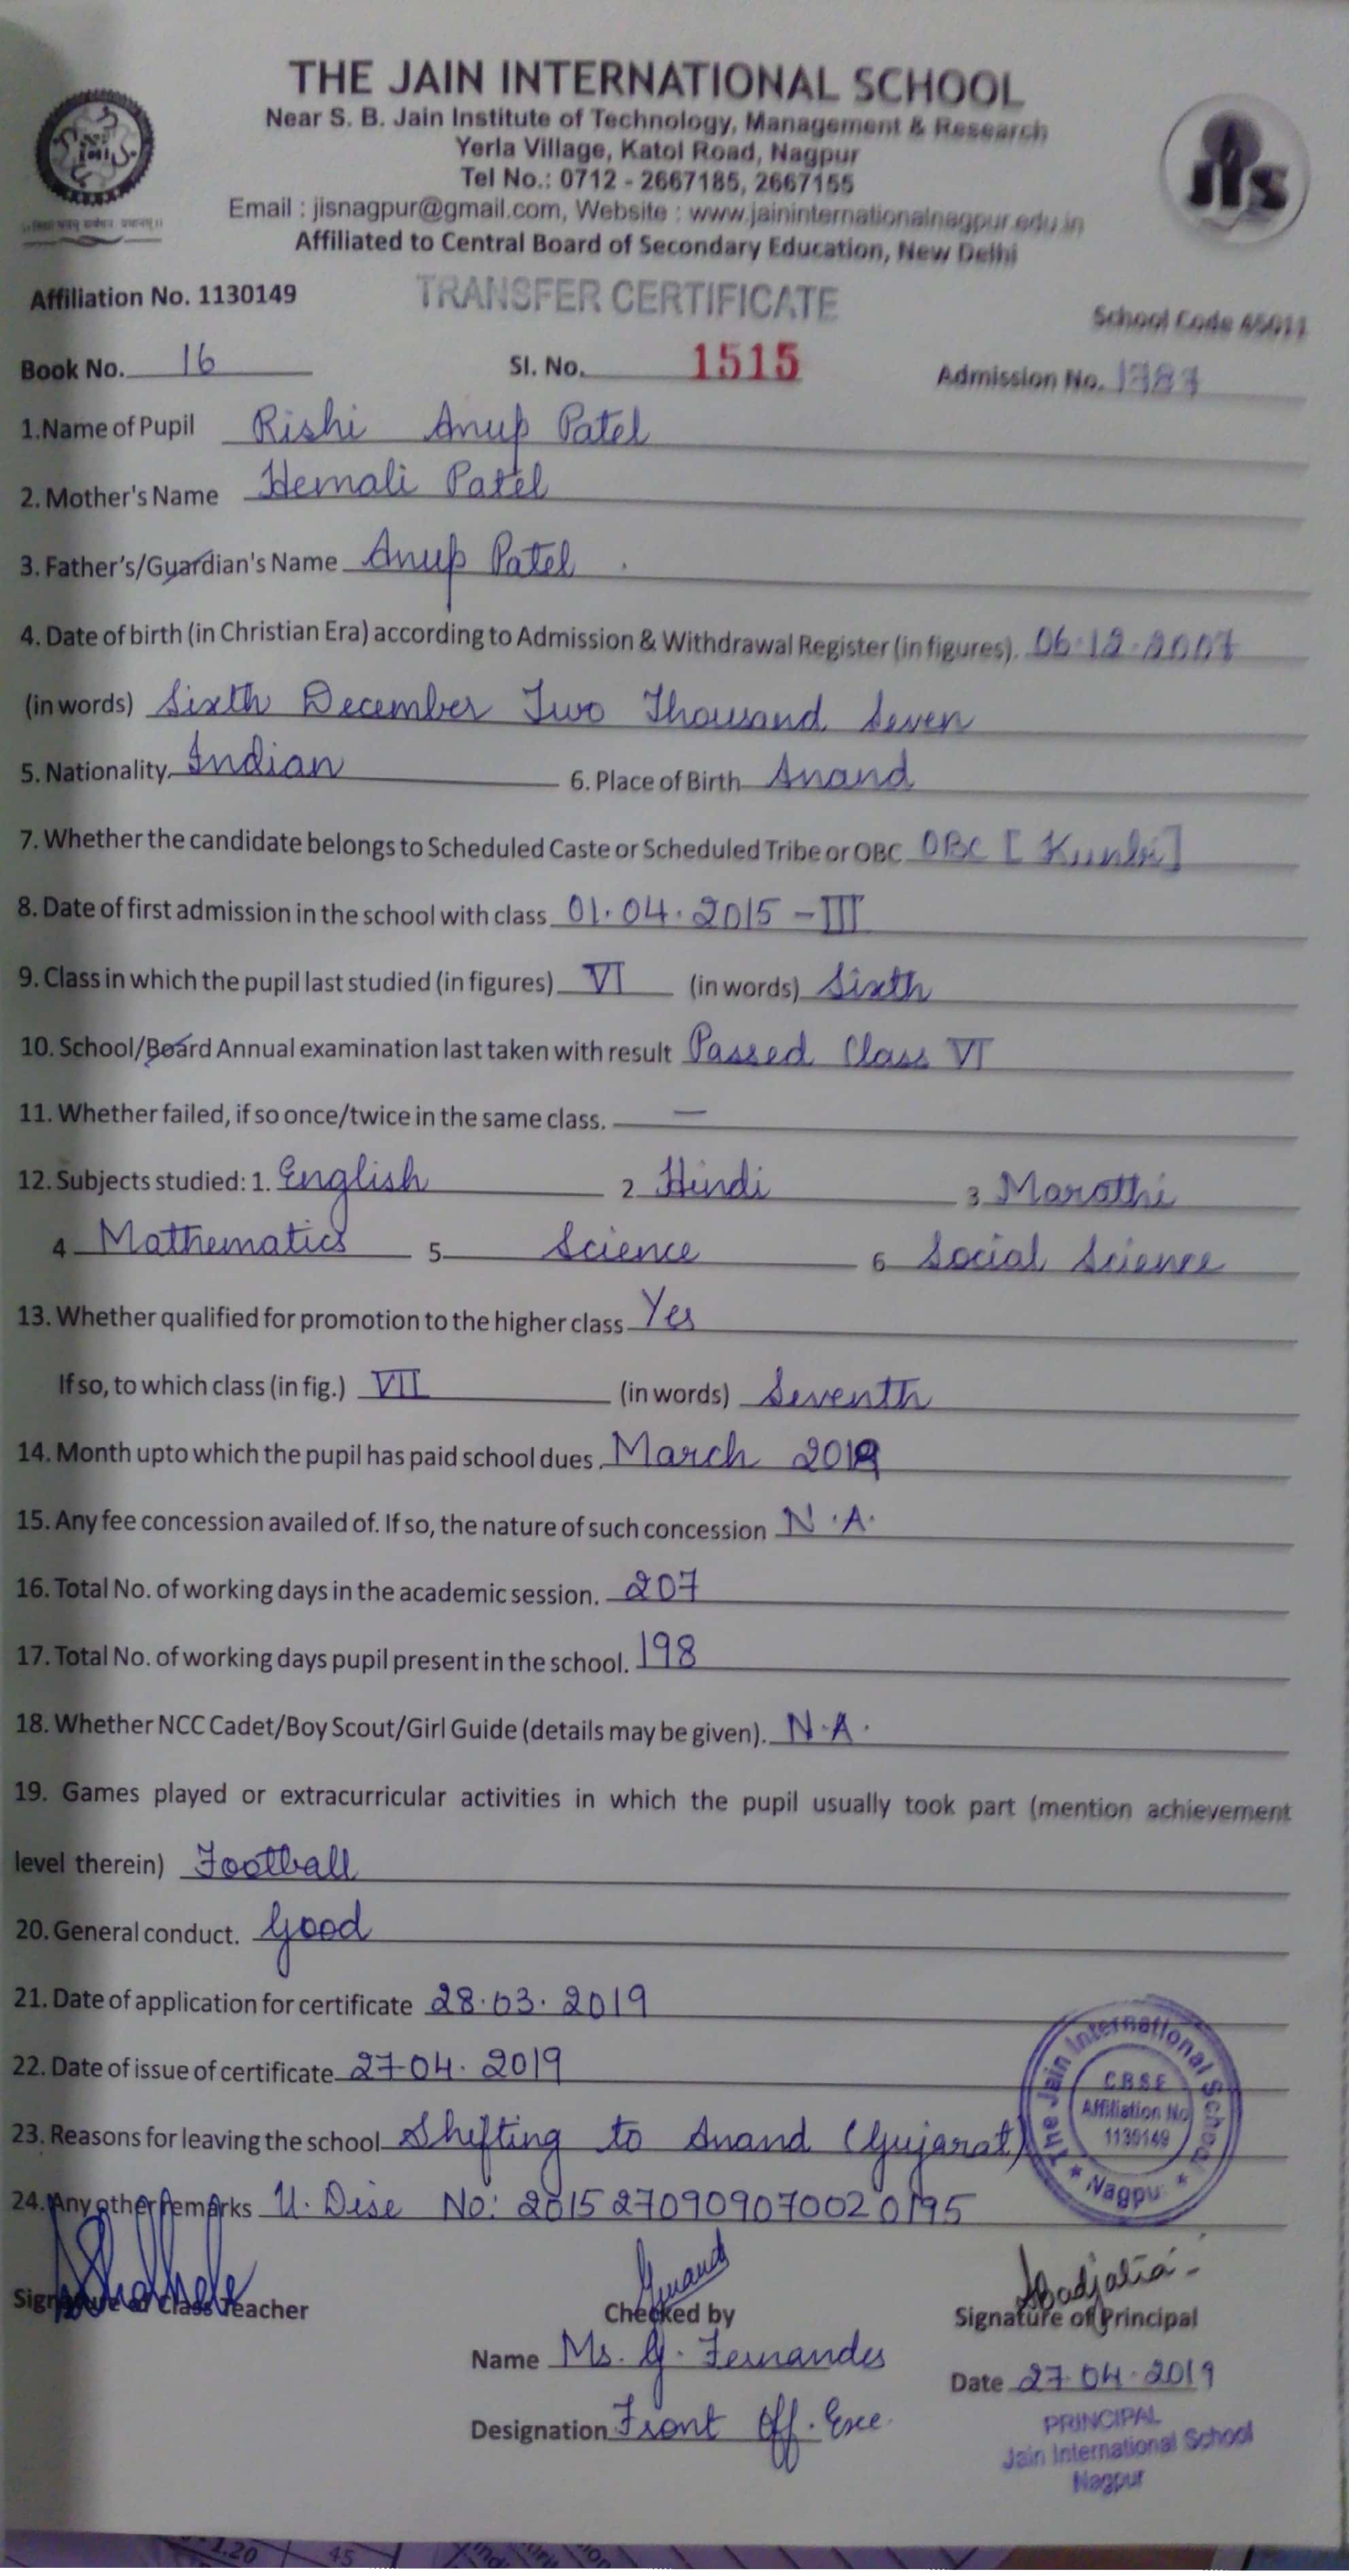 THE JAIN INTERNATIONAL SCHOOL
Near S. B. Jain Institute of Technology, Management & Research
Yerla Village, Katol Road, Nagpur
Tel No.: 0712 - 2667185, 2667155
Email : jisnagpur@gmail.com, Website : www.jaininternationalnagpur.edu.in
Affiliated to Central Board of Secondary Education, New Delhi
jis
Affiliation No. 1130149 TRANSFER CERTIFICATE School Code 45011
Book No. 16 Sl. No. 1515 Admission No. 1787
1.Name of Pupil Rishi Anup Patel
2. Mother's Name Hemali Patel
3. Father's/Guardian's Name Anup Patel
4. Date of birth (in Christian Era) according to Admission & Withdrawal Register (in figures). 06.12.2007
(in words) Sixth December Two Thousand Seven
5. Nationality. Indian 6. Place of Birth Anand
7. Whether the candidate belongs to Scheduled Caste or Scheduled Tribe or OBC OBC [Kunbi]
8. Date of first admission in the school with class 01.04.2015 - III
9. Class in which the pupil last studied (in figures) VI (in words) Sixth
10. School/Board Annual examination last taken with result Passed Class VI
11. Whether failed, if so once/twice in the same class. —
12. Subjects studied: 1. English 2. Hindi 3 Marathi
4 Mathematics 5 Science 6 Social Science
13. Whether qualified for promotion to the higher class Yes
If so, to which class (in fig.) VII (in words) Seventh
14. Month upto which the pupil has paid school dues. March 2019
15. Any fee concession availed of. If so, the nature of such concession N.A.
16. Total No. of working days in the academic session. 207
17. Total No. of working days pupil present in the school. 198
18. Whether NCC Cadet/Boy Scout/Girl Guide (details may be given). N.A.
19. Games played or extracurricular activities in which the pupil usually took part (mention achievement
level therein) Football
20. General conduct. Good
21. Date of application for certificate 28.03.2019
22. Date of issue of certificate 27.04.2019
23. Reasons for leaving the school Shifting to Anand (Gujarat)
The Jain International School
C.B.S.E
Affiliation No
1130149
* Nagpur *
24. Any other remarks U. Dise No: 2015270909070020195
Signature of Class Teacher Checked by Signature of Principal
Name Ms. G. Fernandes
Date 27.04.2019
Designation Front Off. Exe.
PRINCIPAL
Jain International School
Nagpur
1.20 45